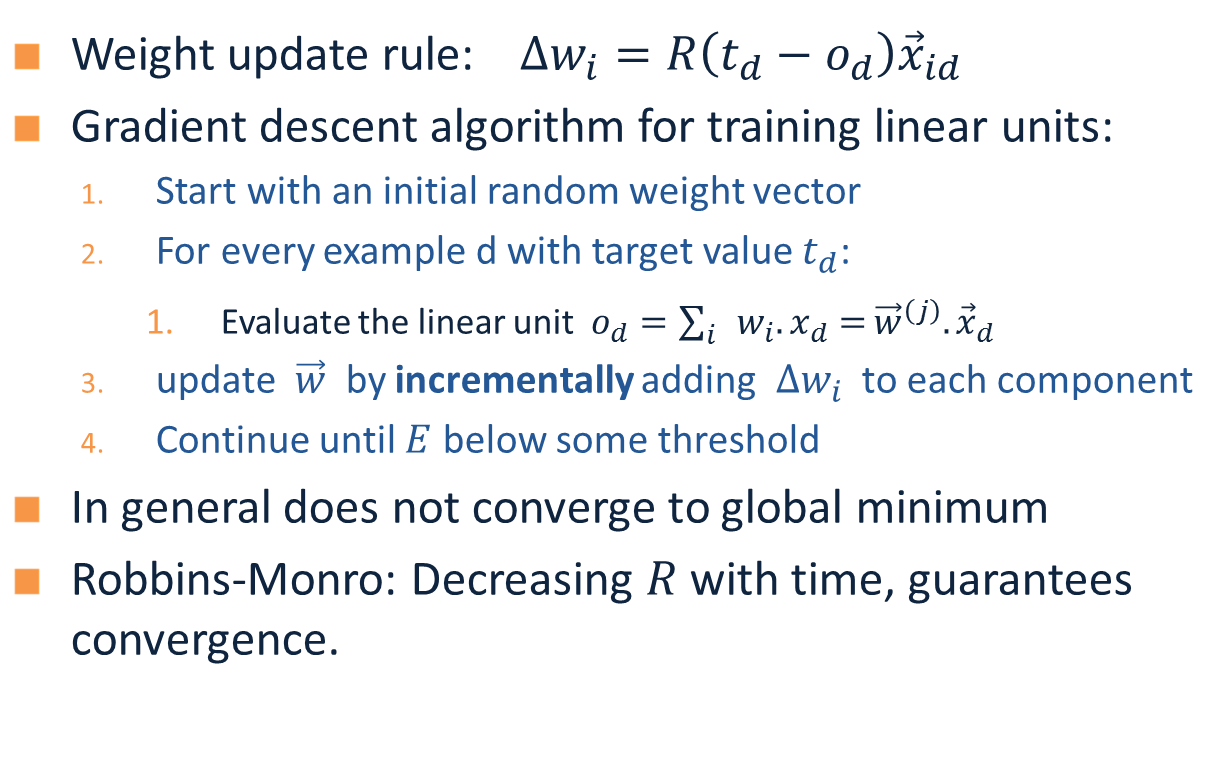 Weight update rule: Δwᵢ = R(t_d − o_d)x⃗_id
Gradient descent algorithm for training linear units:
1. Start with an initial random weight vector
2. For every example d with target value t_d:
1. Evaluate the linear unit o_d = ∑ᵢ wᵢ. x_d = w⃗^(j). x⃗_d
3. update w⃗ by incrementally adding Δwᵢ to each component
4. Continue until E below some threshold
In general does not converge to global minimum
Robbins-Monro: Decreasing R with time, guarantees
convergence.